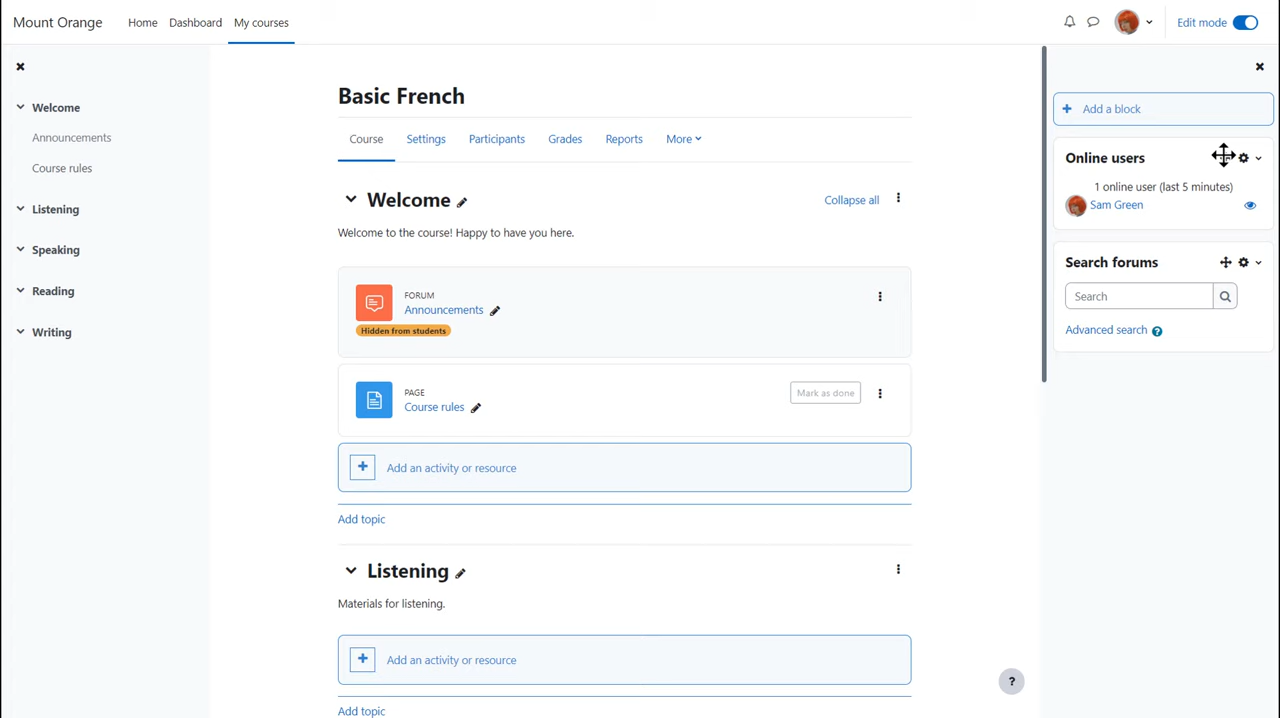 Mount Orange
Home Dashboard My courses
Edit mode
Welcome
Announcements
Course rules
Listening
Speaking
Reading
Writing
Basic French
Course Settings Participants Grades Reports More
Welcome
Collapse all
Welcome to the course! Happy to have you here.
FORUM
Announcements
Hidden from students
PAGE
Course rules
Mark as done
+ Add an activity or resource
Add topic
Listening
Materials for listening.
+ Add an activity or resource
Add topic
+ Add a block
Online users
1 online user (last 5 minutes)
Sam Green
Search forums
Search
Advanced search ?
?